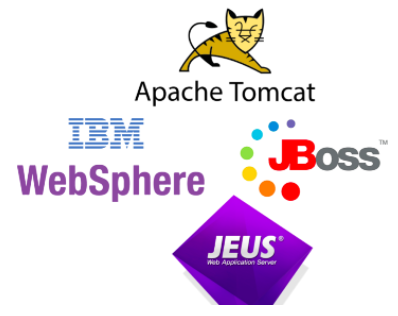 Apache Tomcat
IBM
WebSphere
JBoss™
JEUS®
Web Application Server